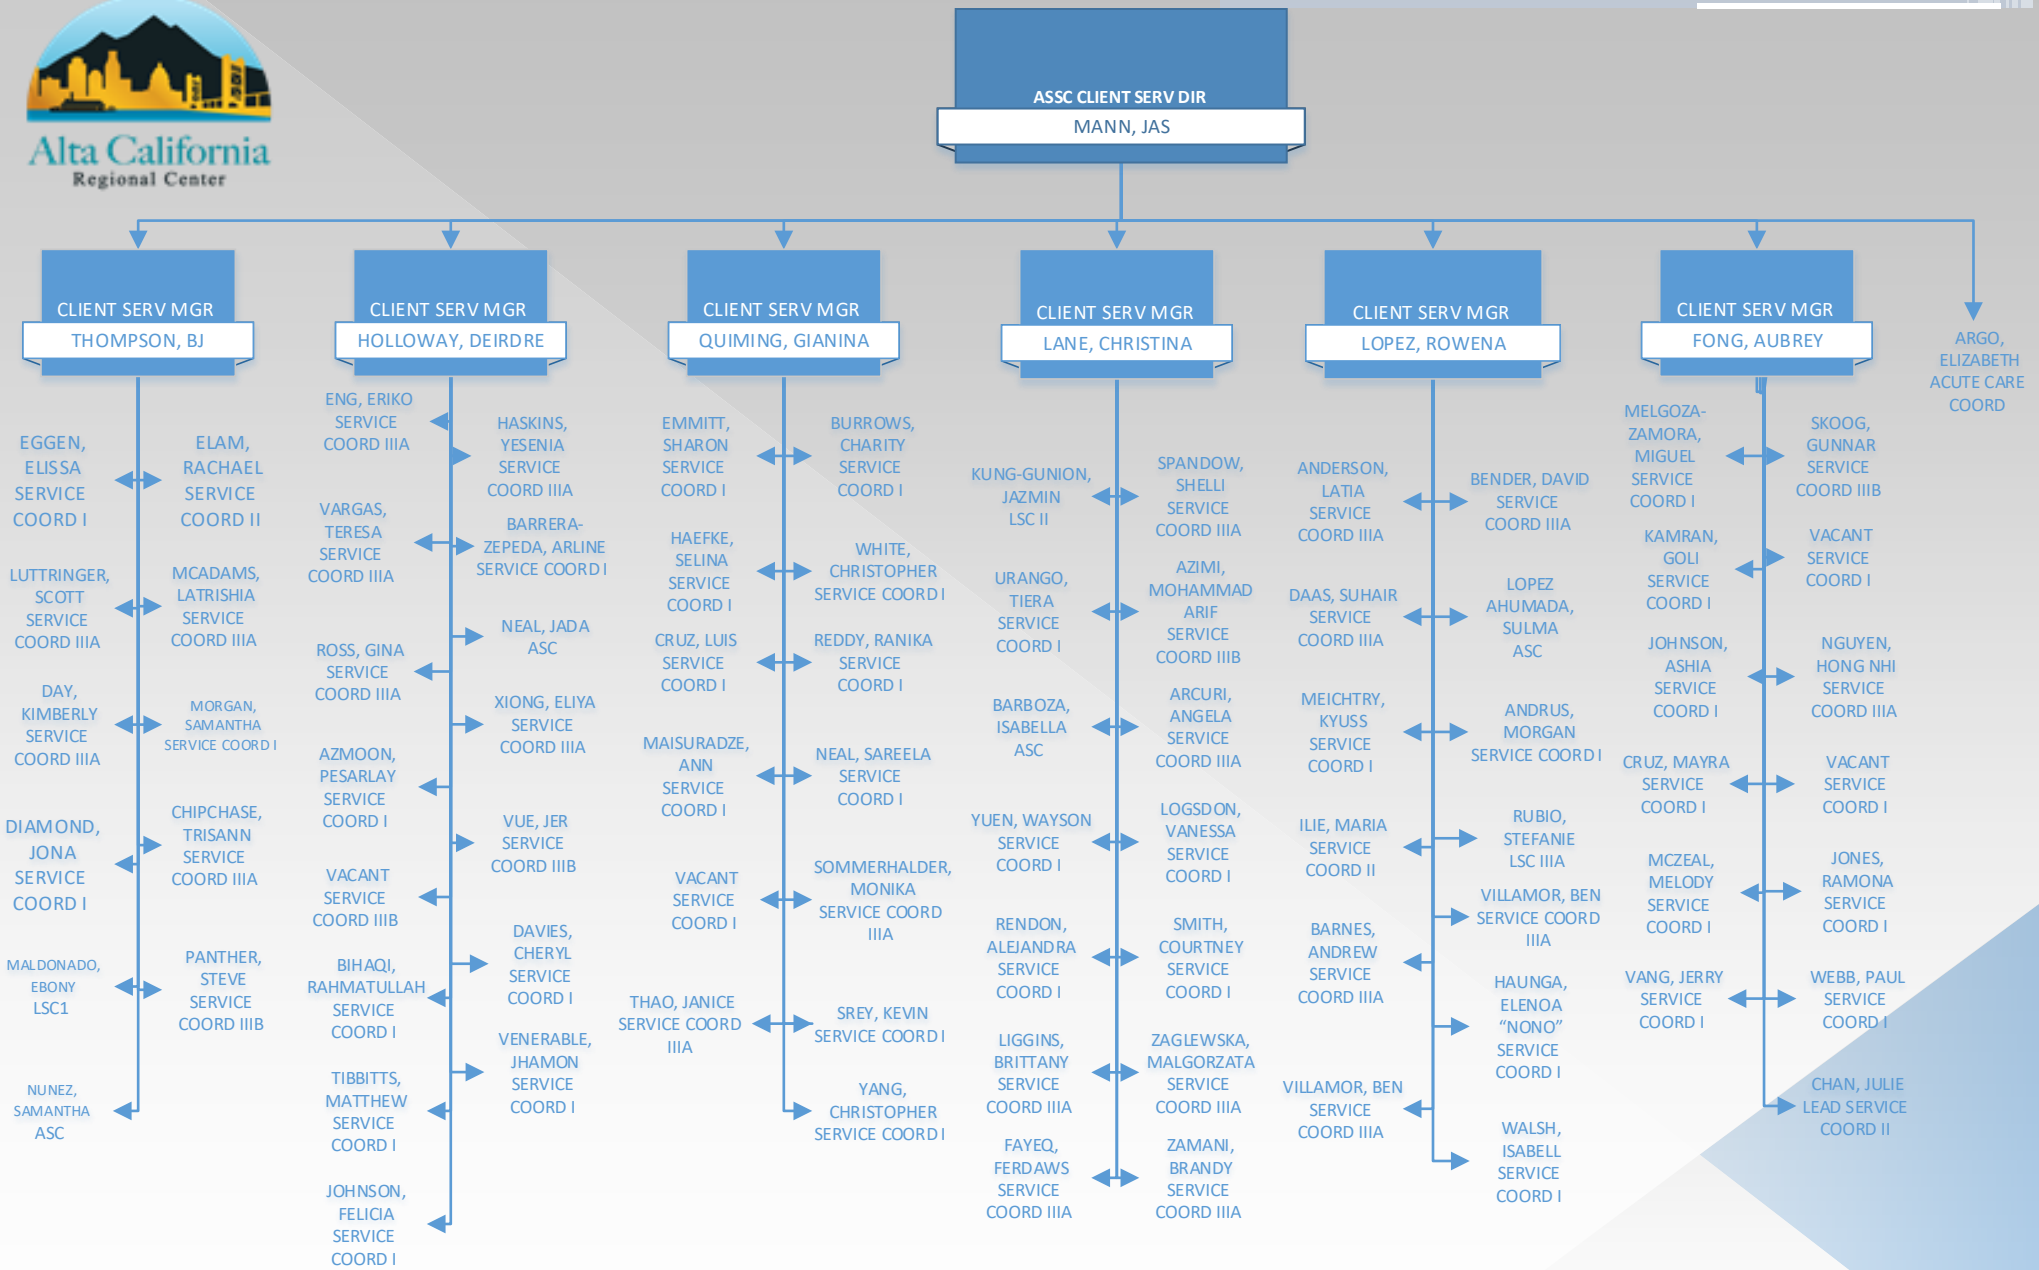 Alta California
Regional Center
ASSC CLIENT SERV DIR
MANN, JAS
CLIENT SERV MGR
THOMPSON, BJ
EGGEN,
ELISSA
SERVICE
COORD I
ELAM,
RACHAEL
SERVICE
COORD II
LUTTRINGER,
SCOTT
SERVICE
COORD IIIA
MCADAMS,
LATRISHIA
SERVICE
COORD IIIA
DAY,
KIMBERLY
SERVICE
COORD IIIA
MORGAN,
SAMANTHA
SERVICE COORD I
DIAMOND,
JONA
SERVICE
COORD I
CHIPCHASE,
TRISANN
SERVICE
COORD IIIA
MALDONADO,
EBONY
LSC1
PANTHER,
STEVE
SERVICE
COORD IIIB
NUNEZ,
SAMANTHA
ASC
CLIENT SERV MGR
HOLLOWAY, DEIRDRE
ENG, ERIKO
SERVICE
COORD IIIA
HASKINS,
YESENIA
SERVICE
COORD IIIA
VARGAS,
TERESA
SERVICE
COORD IIIA
BARRERA-
ZEPEDA, ARLINE
SERVICE COORD I
NEAL, JADA
ASC
ROSS, GINA
SERVICE
COORD IIIA
XIONG, ELIYA
SERVICE
COORD IIIA
AZMOON,
PESARLAY
SERVICE
COORD I
VUE, JER
SERVICE
COORD IIIB
VACANT
SERVICE
COORD IIIB
DAVIES,
CHERYL
SERVICE
COORD I
BIHAQI,
RAHMATULLAH
SERVICE
COORD I
VENERABLE,
JHAMON
SERVICE
COORD I
TIBBITTS,
MATTHEW
SERVICE
COORD I
JOHNSON,
FELICIA
SERVICE
COORD I
CLIENT SERV MGR
QUIMING, GIANINA
EMMITT,
SHARON
SERVICE
COORD I
BURROWS,
CHARITY
SERVICE
COORD I
HAEFKE,
SELINA
SERVICE
COORD I
WHITE,
CHRISTOPHER
SERVICE COORD I
CRUZ, LUIS
SERVICE
COORD I
REDDY, RANIKA
SERVICE
COORD I
MAISURADZE,
ANN
SERVICE
COORD I
NEAL, SAREELA
SERVICE
COORD I
VACANT
SERVICE
COORD I
SOMMERHALDER,
MONIKA
SERVICE COORD
IIIA
THAO, JANICE
SERVICE COORD
IIIA
SREY, KEVIN
SERVICE COORD I
YANG,
CHRISTOPHER
SERVICE COORD I
CLIENT SERV MGR
LANE, CHRISTINA
KUNG-GUNION,
JAZMIN
LSC II
SPANDOW,
SHELLI
SERVICE
COORD IIIA
URANGO,
TIERA
SERVICE
COORD I
AZIMI,
MOHAMMAD
ARIF
SERVICE
COORD IIIB
BARBOZA,
ISABELLA
ASC
ARCURI,
ANGELA
SERVICE
COORD IIIA
YUEN, WAYSON
SERVICE
COORD I
LOGSDON,
VANESSA
SERVICE
COORD I
RENDON,
ALEJANDRA
SERVICE
COORD I
SMITH,
COURTNEY
SERVICE
COORD I
LIGGINS,
BRITTANY
SERVICE
COORD IIIA
ZAGLEWSKA,
MALGORZATA
SERVICE
COORD IIIA
FAYEQ,
FERDAWS
SERVICE
COORD IIIA
ZAMANI,
BRANDY
SERVICE
COORD IIIA
CLIENT SERV MGR
LOPEZ, ROWENA
ANDERSON,
LATIA
SERVICE
COORD IIIA
BENDER, DAVID
SERVICE
COORD IIIA
DAAS, SUHAIR
SERVICE
COORD IIIA
LOPEZ
AHUMADA,
SULMA
ASC
MEICHTRY,
KYUSS
SERVICE
COORD I
ANDRUS,
MORGAN
SERVICE COORD I
ILIE, MARIA
SERVICE
COORD II
RUBIO,
STEFANIE
LSC IIIA
BARNES,
ANDREW
SERVICE
COORD IIIA
VILLAMOR, BEN
SERVICE COORD
IIIA
HAUNGA,
ELENOA
“NONO”
SERVICE
COORD I
VILLAMOR, BEN
SERVICE
COORD IIIA
WALSH,
ISABELL
SERVICE
COORD I
CLIENT SERV MGR
FONG, AUBREY
MELGOZA-
ZAMORA,
MIGUEL
SERVICE
COORD I
SKOOG,
GUNNAR
SERVICE
COORD IIIB
KAMRAN,
GOLI
SERVICE
COORD I
VACANT
SERVICE
COORD I
JOHNSON,
ASHIA
SERVICE
COORD I
NGUYEN,
HONG NHI
SERVICE
COORD IIIA
CRUZ, MAYRA
SERVICE
COORD I
VACANT
SERVICE
COORD I
MCZEAL,
MELODY
SERVICE
COORD I
JONES,
RAMONA
SERVICE
COORD I
VANG, JERRY
SERVICE
COORD I
WEBB, PAUL
SERVICE
COORD I
CHAN, JULIE
LEAD SERVICE
COORD II
ARGO,
ELIZABETH
ACUTE CARE
COORD